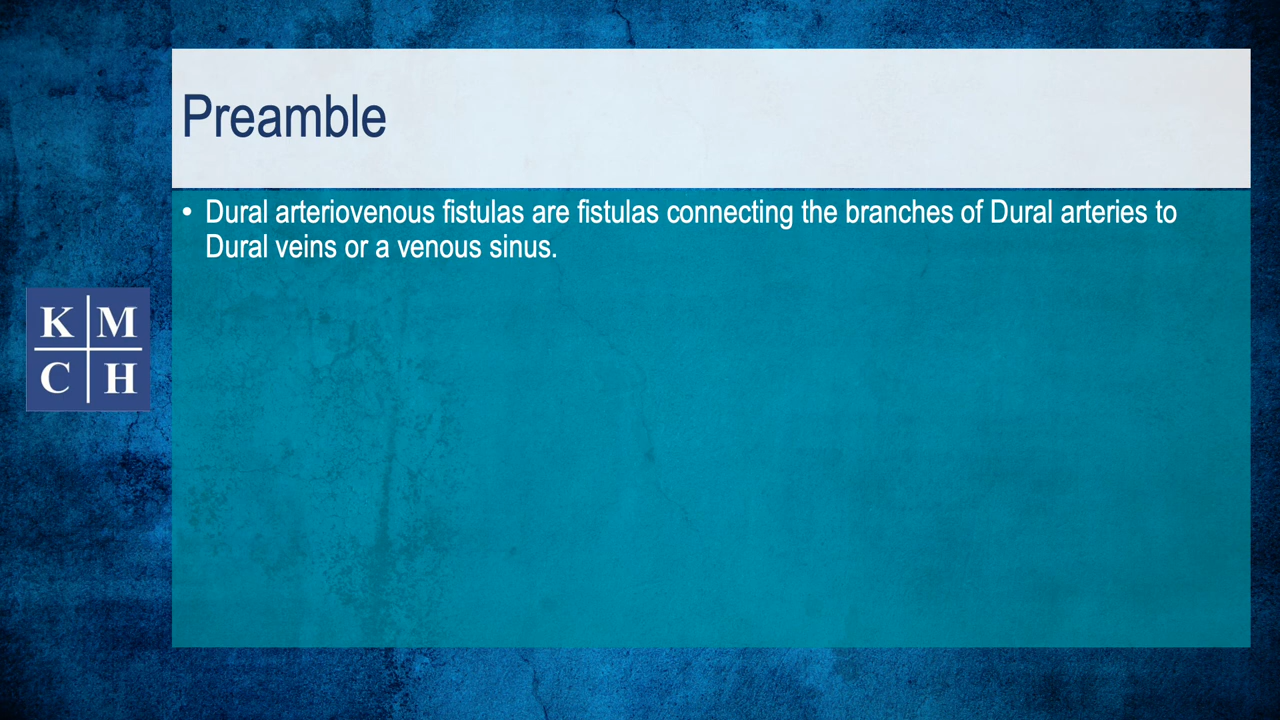 Preamble
• Dural arteriovenous fistulas are fistulas connecting the branches of Dural arteries to
Dural veins or a venous sinus.
K M
C H